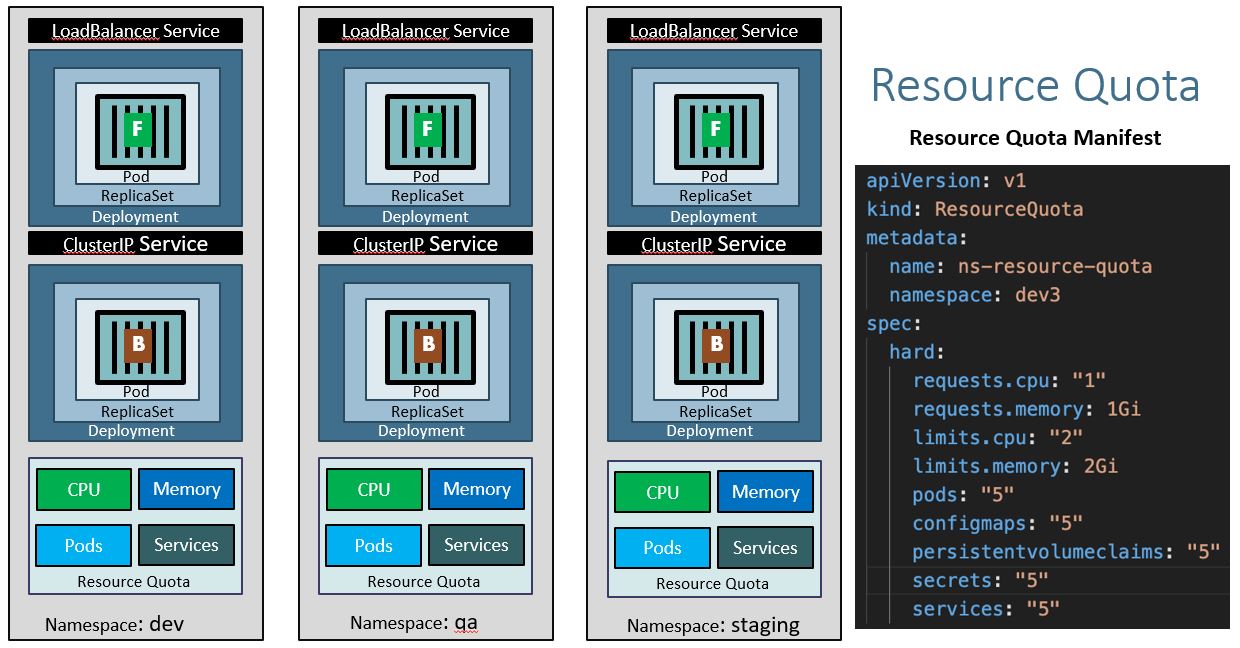 LoadBalancer Service
F
Pod
ReplicaSet
Deployment
ClusterIP Service
B
Pod
ReplicaSet
Deployment
CPU
Memory
Pods
Services
Resource Quota
Namespace: dev
LoadBalancer Service
F
Pod
ReplicaSet
Deployment
ClusterIP Service
B
Pod
ReplicaSet
Deployment
CPU
Memory
Pods
Services
Resource Quota
Namespace: qa
LoadBalancer Service
F
Pod
ReplicaSet
Deployment
ClusterIP Service
B
Pod
ReplicaSet
Deployment
CPU
Memory
Pods
Services
Resource Quota
Namespace: staging
Resource Quota
Resource Quota Manifest
apiVersion: v1
kind: ResourceQuota
metadata:
  name: ns-resource-quota
  namespace: dev3
spec:
  hard:
    requests.cpu: "1"
    requests.memory: 1Gi
    limits.cpu: "2"
    limits.memory: 2Gi
    pods: "5"
    configmaps: "5"
    persistentvolumeclaims: "5"
    secrets: "5"
    services: "5"